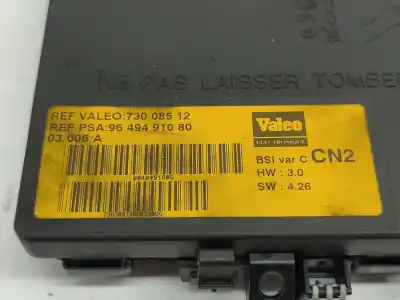 NE PAS LAISSER TOMBER
REF VALEO:730 085 12
REF PSA:96 494 910 80
03.006/A
Valeo
ELECTRONIQUE
BSI var C CN2
HW : 3.0
SW : 4.26
9649491080